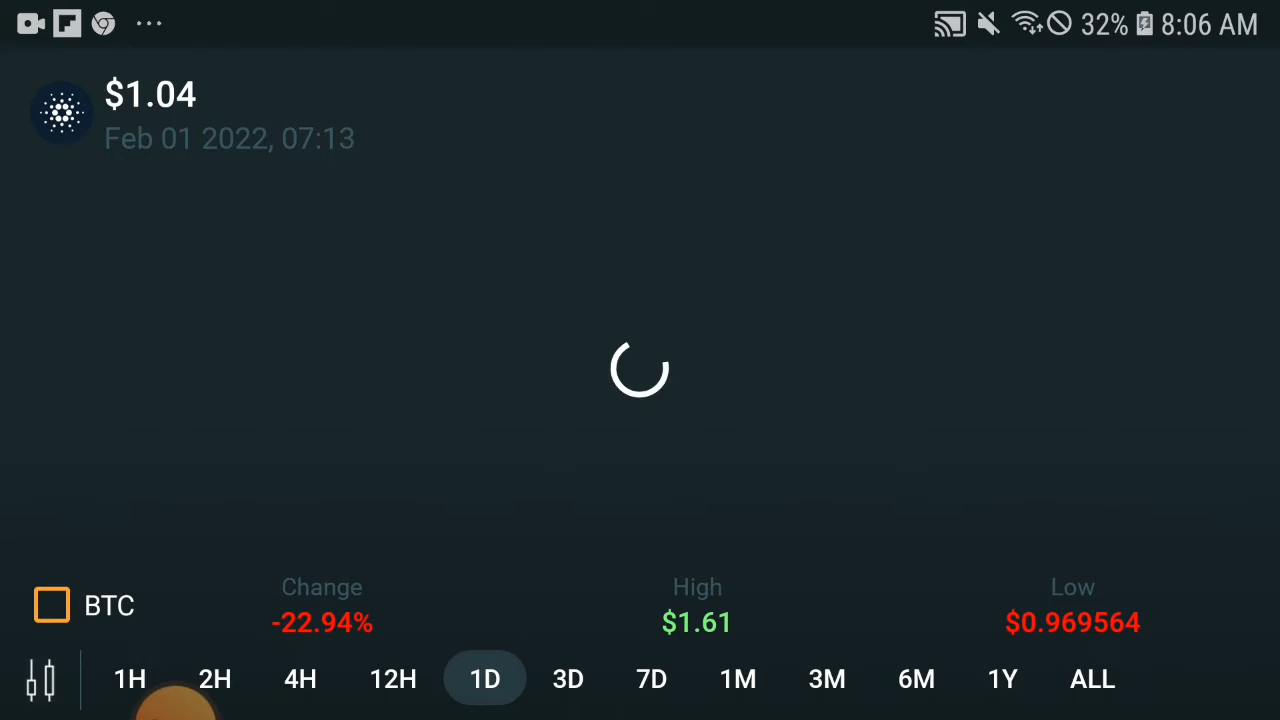 32% 8:06 AM
$1.04
Feb 01 2022, 07:13
BTC
Change
-22.94%
High
$1.61
Low
$0.969564
1H 2H 4H 12H 1D 3D 7D 1M 3M 6M 1Y ALL